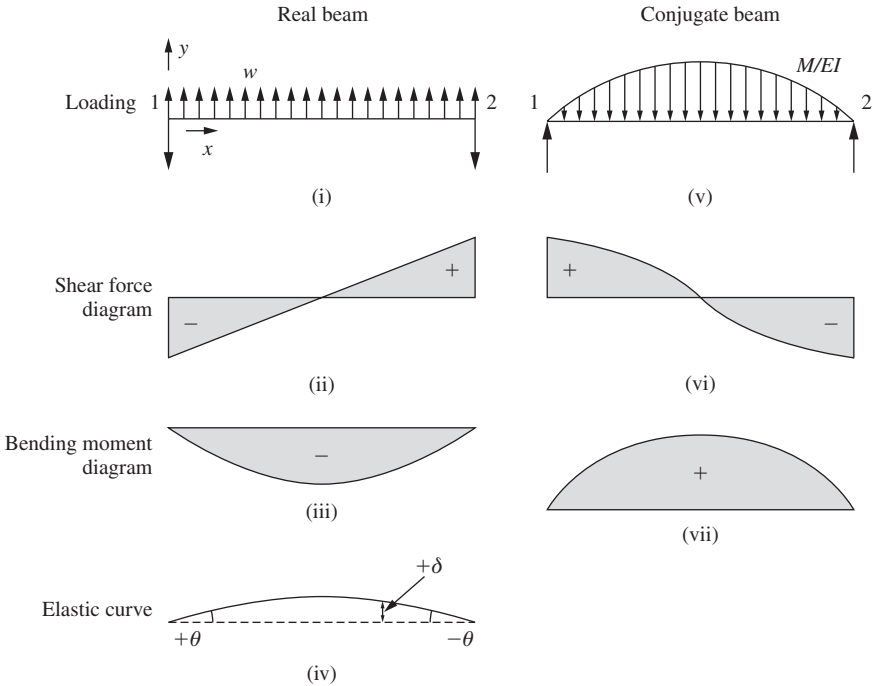 Real beam
Conjugate beam
y
w
M/EI
Loading
1
2
1
2
x
(i)
(v)
Shear force
diagram
+
−
+
−
(ii)
(vi)
Bending moment
diagram
−
+
(iii)
(vii)
+δ
Elastic curve
+θ
−θ
(iv)